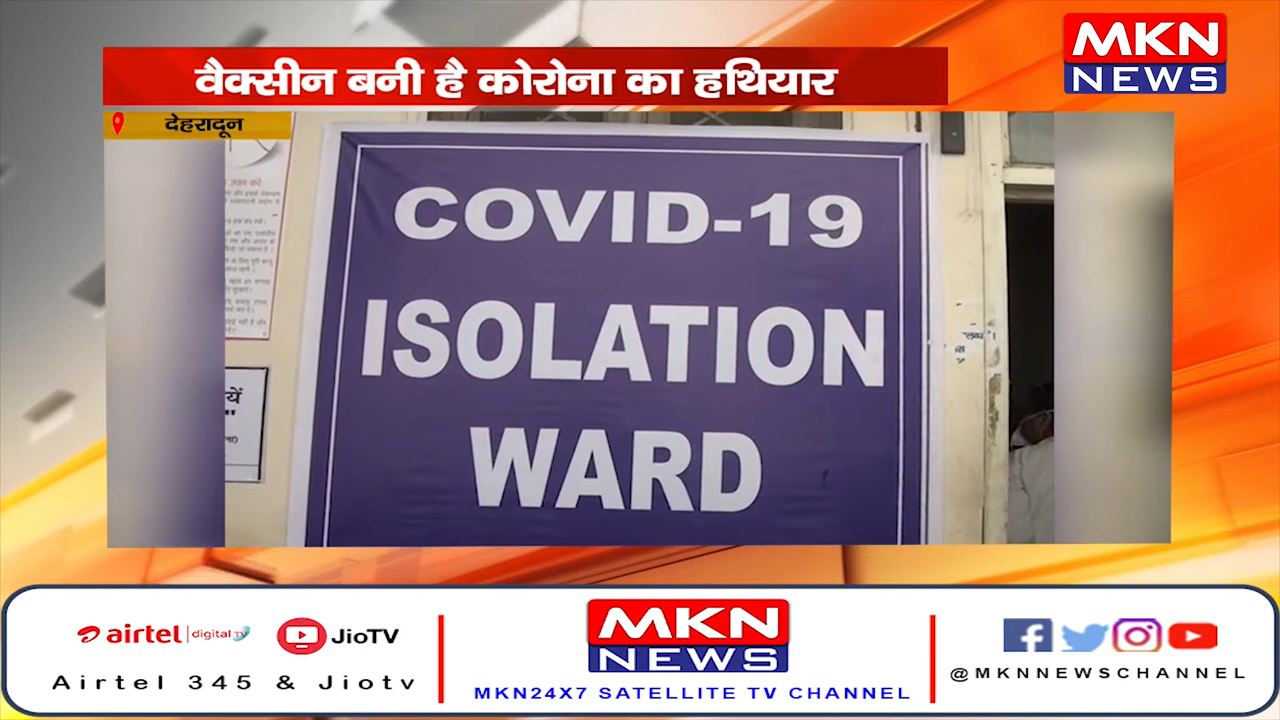 MKN
NEWS
वैक्सीन बनी है कोरोना का हथियार
देहरादून
COVID-19
ISOLATION
WARD
यें
airtel digital TV
JioTV
Airtel 345 & Jiotv
MKN
NEWS
MKN24X7 SATELLITE TV CHANNEL
@MKNNEWSCHANNEL